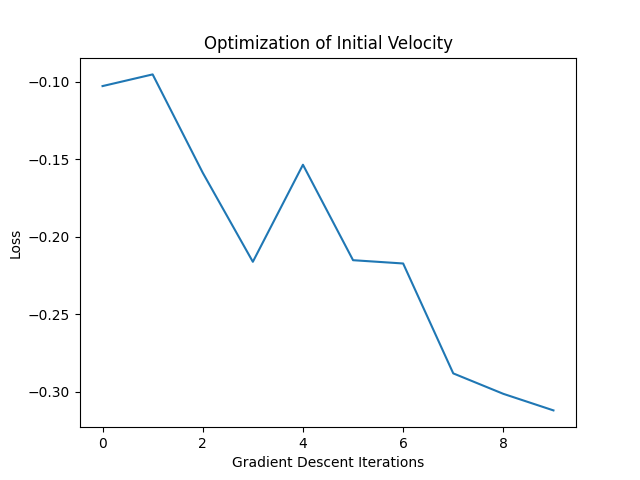 Optimization of Initial Velocity
−0.10
−0.15
−0.20
−0.25
−0.30
Loss
0 2 4 6 8
Gradient Descent Iterations